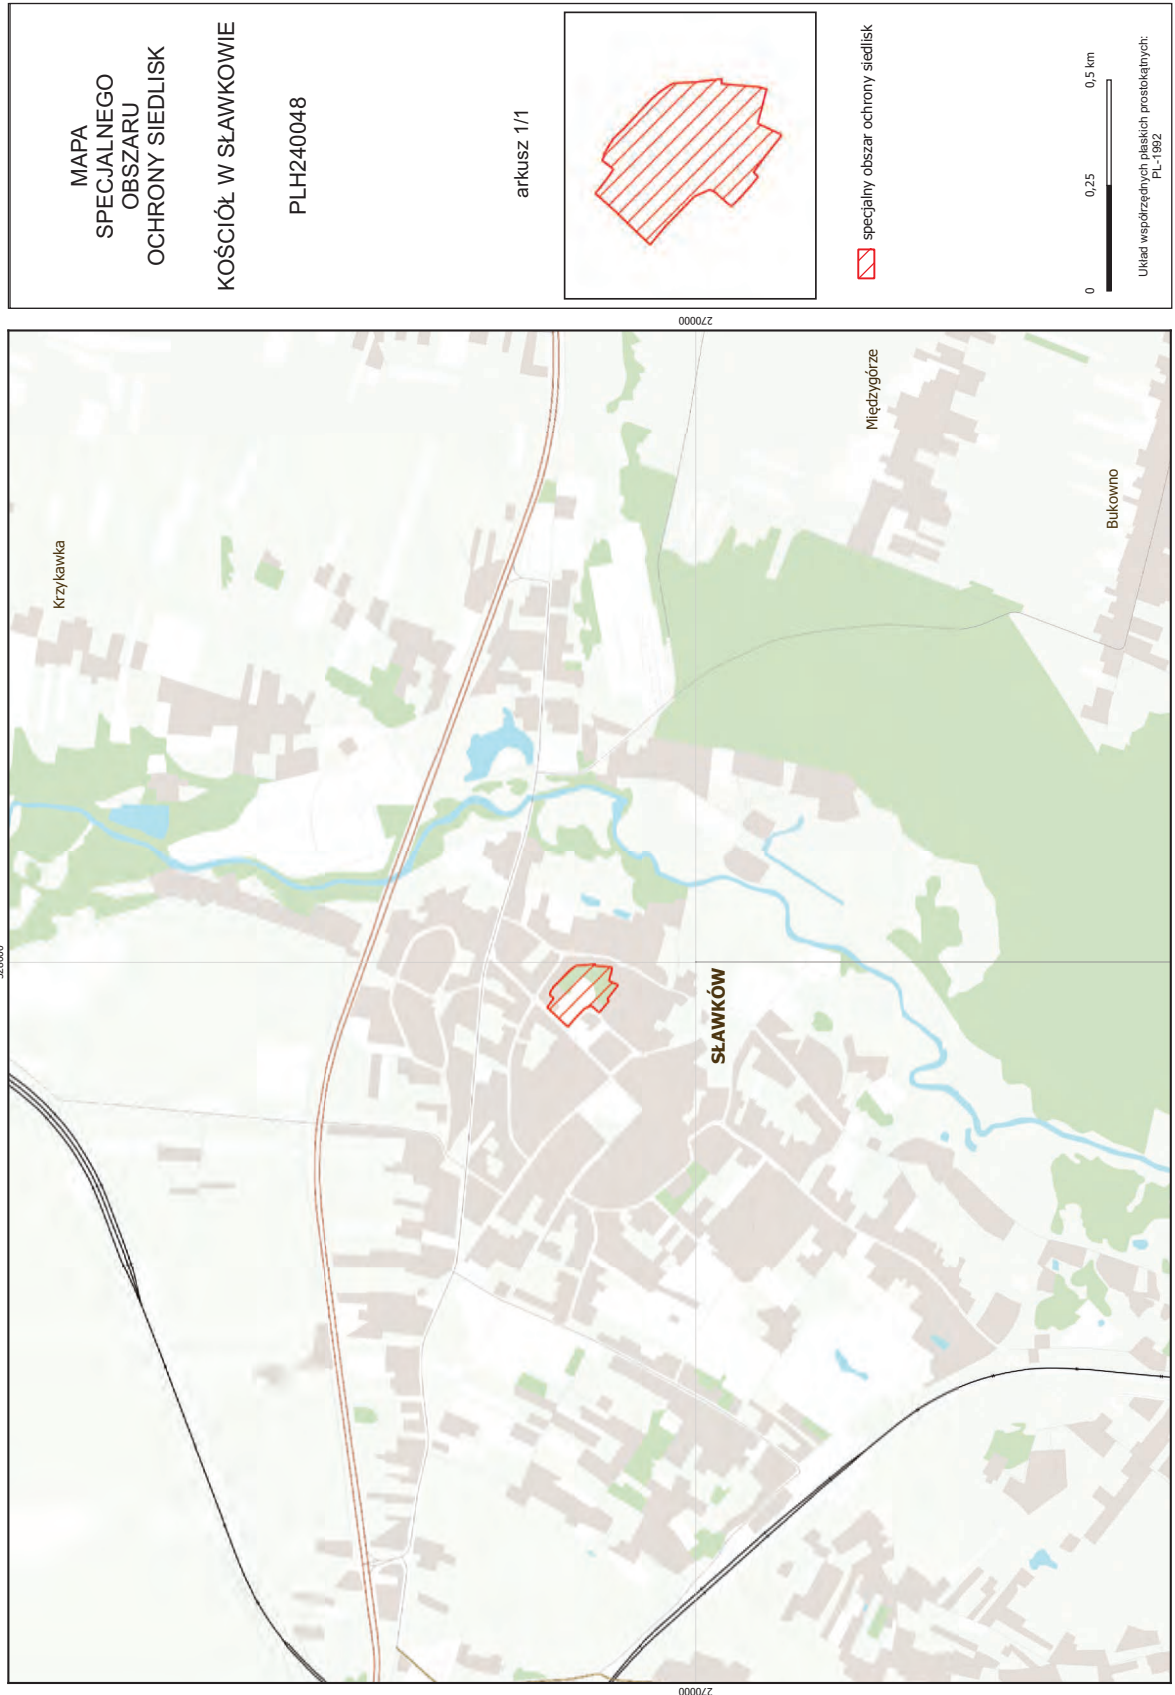 MAPA
SPECJALNEGO
OBSZARU
OCHRONY SIEDLISK
KOŚCIÓŁ W SŁAWKOWIE
PLH240048
arkusz 1/1
specjalny obszar ochrony siedlisk
0 0,25 0,5 km
Układ współrzędnych płaskich prostokątnych:
PL-1992
270000
Krzykawka
Międzygórze
Bukowno
SŁAWKÓW
270000